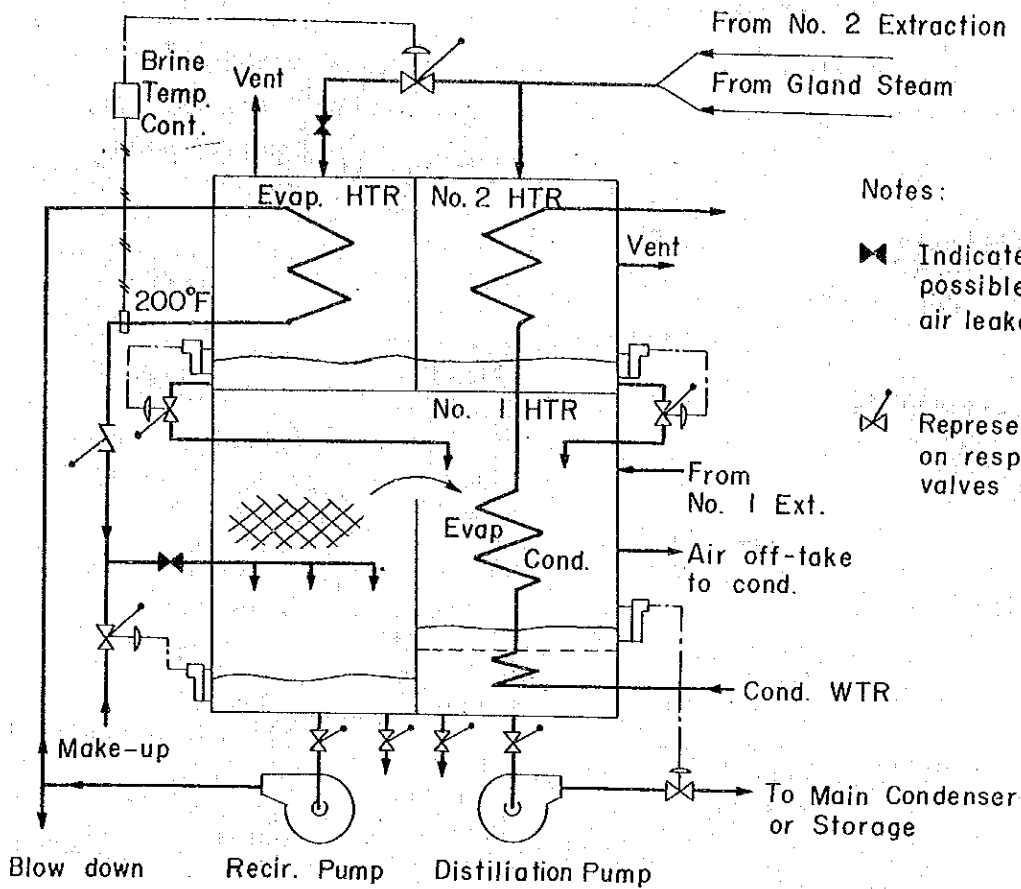 From No. 2 Extraction
From Gland Steam
Brine
Temp.
Cont.
Vent
Evap. HTR
No. 2 HTR
Vent
200°F
No. 1 HTR
From
No. 1 Ext.
Evap
Cond.
Air off-take
to cond.
Cond. WTR
Make-up
To Main Condenser
or Storage
Blow down
Recir. Pump
Distiliation Pump
Notes:
Indicate
possible
air leak
Represe
on resp
valves